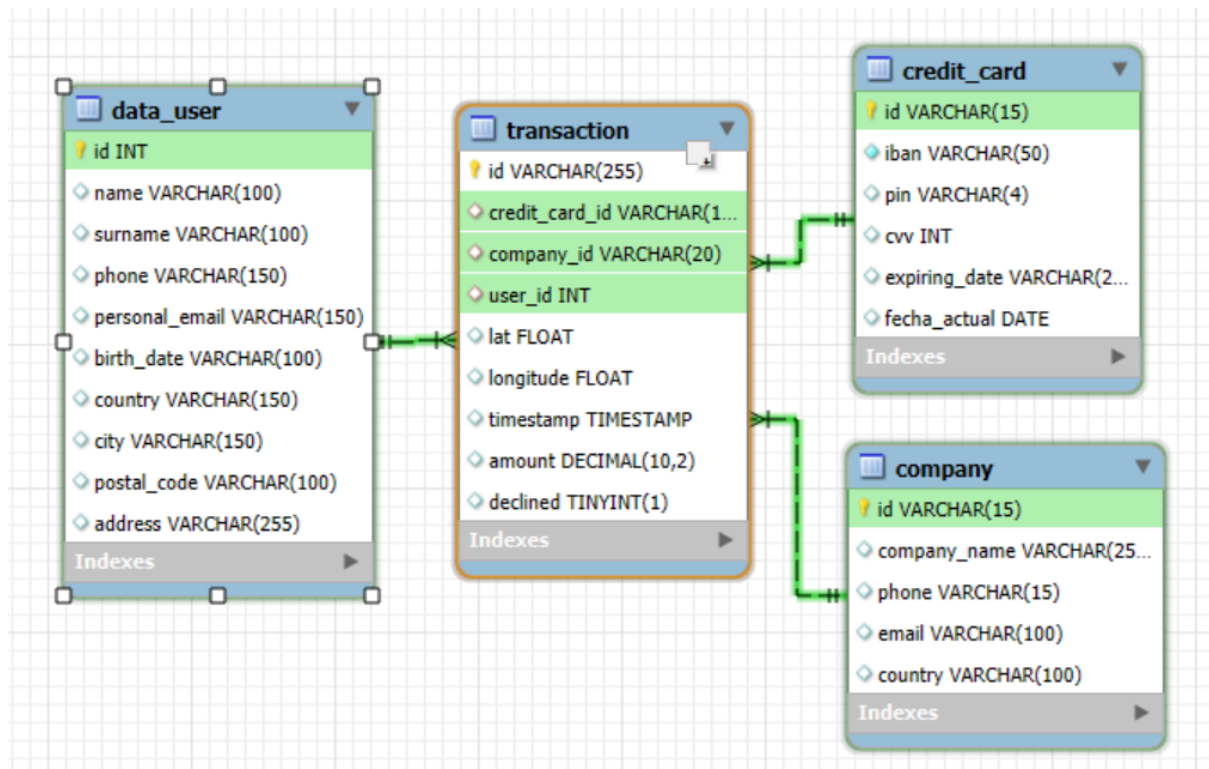 data_user
id INT
name VARCHAR(100)
surname VARCHAR(100)
phone VARCHAR(150)
personal_email VARCHAR(150)
birth_date VARCHAR(100)
country VARCHAR(150)
city VARCHAR(150)
postal_code VARCHAR(100)
address VARCHAR(255)
Indexes
transaction
id VARCHAR(255)
credit_card_id VARCHAR(1...
company_id VARCHAR(20)
user_id INT
lat FLOAT
longitude FLOAT
timestamp TIMESTAMP
amount DECIMAL(10,2)
declined TINYINT(1)
Indexes
credit_card
id VARCHAR(15)
iban VARCHAR(50)
pin VARCHAR(4)
cvv INT
expiring_date VARCHAR(2...
fecha_actual DATE
Indexes
company
id VARCHAR(15)
company_name VARCHAR(25...
phone VARCHAR(15)
email VARCHAR(100)
country VARCHAR(100)
Indexes